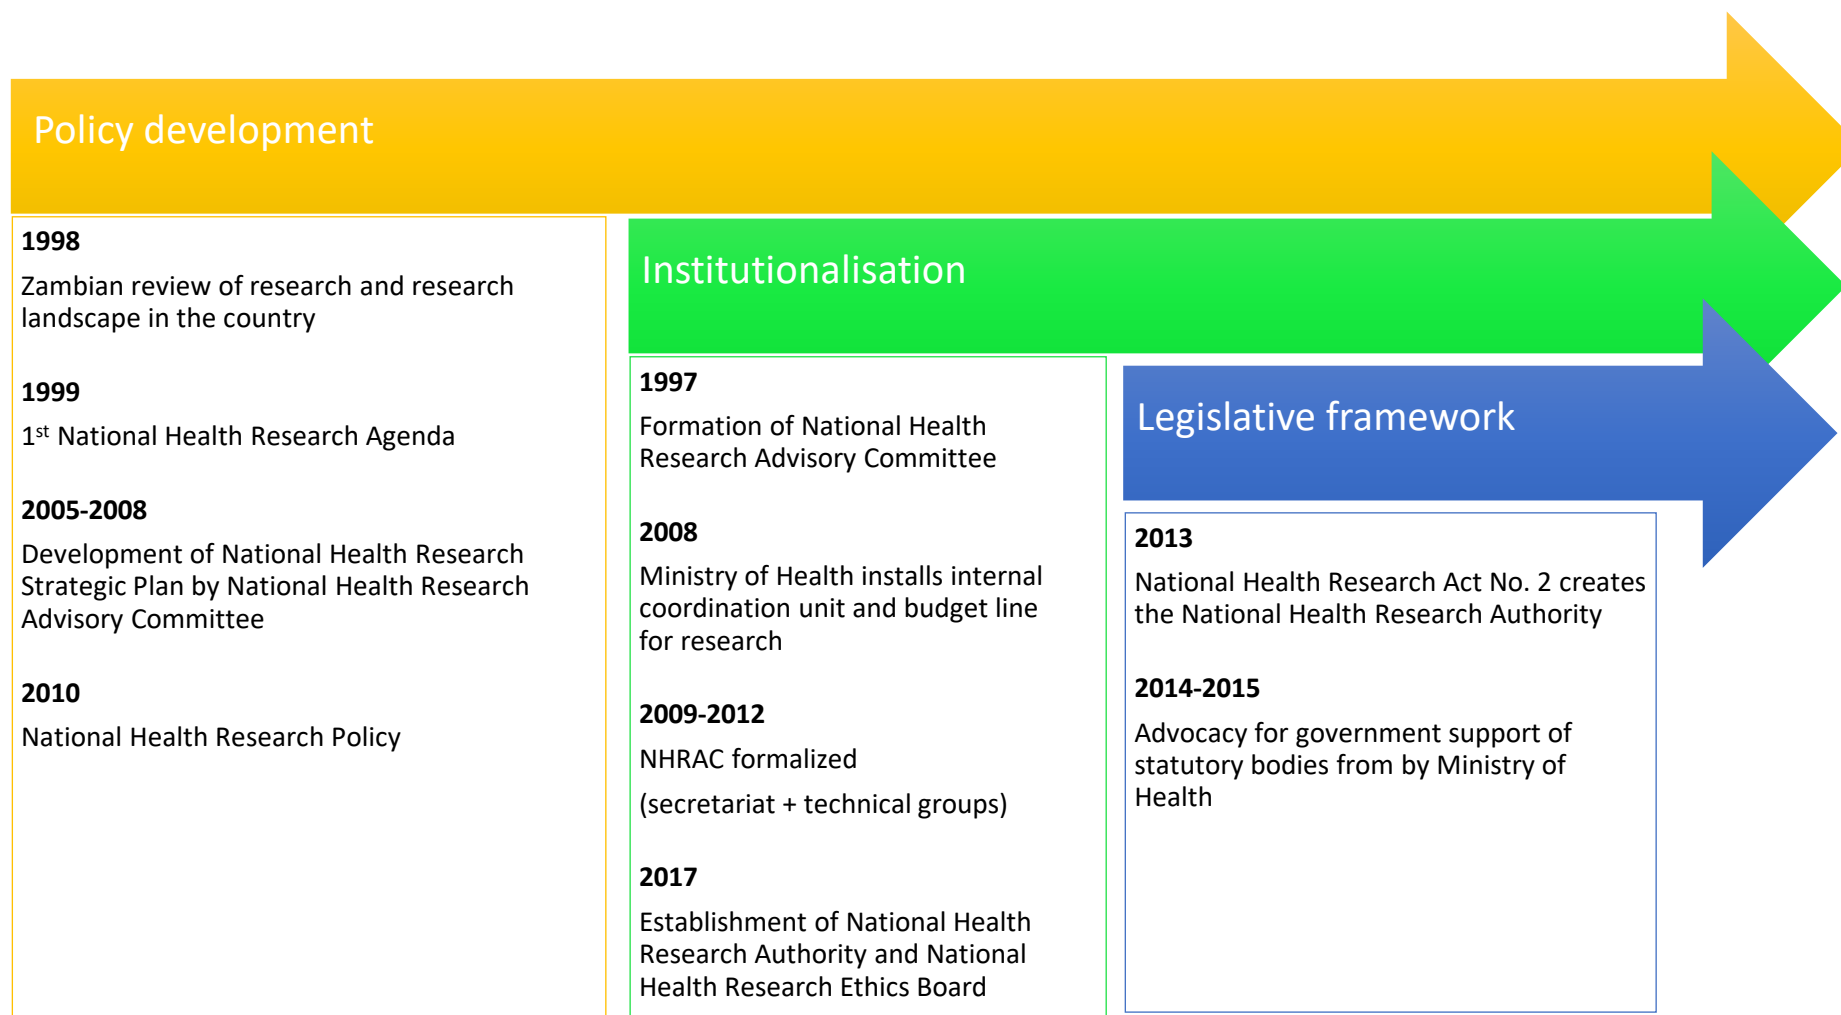 Policy development
1998
Zambian review of research and research
landscape in the country
1999
1st National Health Research Agenda
2005-2008
Development of National Health Research
Strategic Plan by National Health Research
Advisory Committee
2010
National Health Research Policy
Institutionalisation
1997
Formation of National Health
Research Advisory Committee
2008
Ministry of Health installs internal
coordination unit and budget line
for research
2009-2012
NHRAC formalized
(secretariat + technical groups)
2017
Establishment of National Health
Research Authority and National
Health Research Ethics Board
Legislative framework
2013
National Health Research Act No. 2 creates
the National Health Research Authority
2014-2015
Advocacy for government support of
statutory bodies from by Ministry of
Health